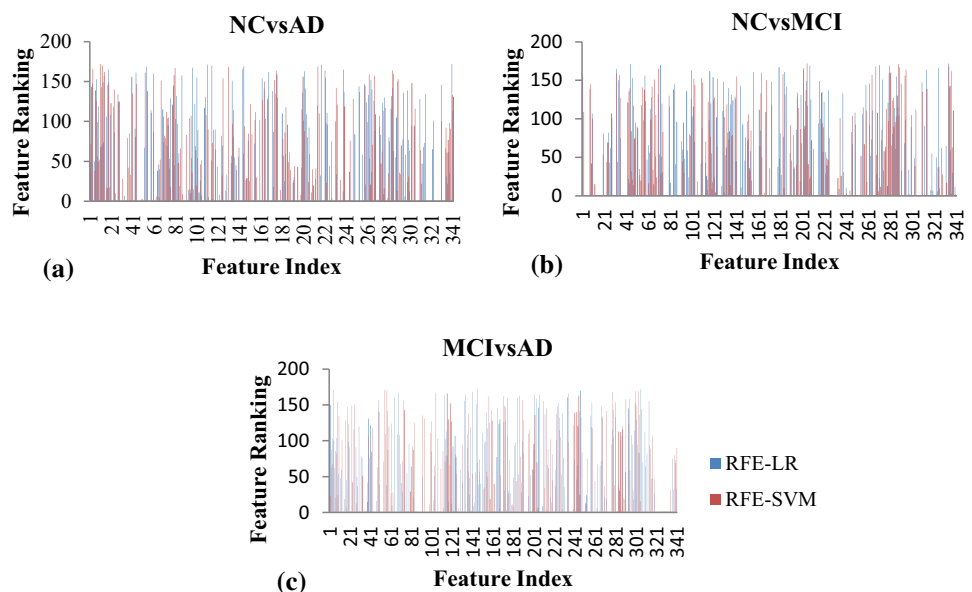 NCvsAD
Feature Ranking
200
150
100
50
0
1 21 41 61 81 101 121 141 161 181 201 221 241 261 281 301 321 341
(a)
Feature Index
NCvsMCI
Feature Ranking
200
150
100
50
0
1 21 41 61 81 101 121 141 161 181 201 221 241 261 281 301 321 341
(b)
Feature Index
MCIvsAD
Feature Ranking
200
150
100
50
0
1 21 41 61 81 101 121 141 161 181 201 221 241 261 281 301 321 341
RFE-LR
RFE-SVM
(c)
Feature Index